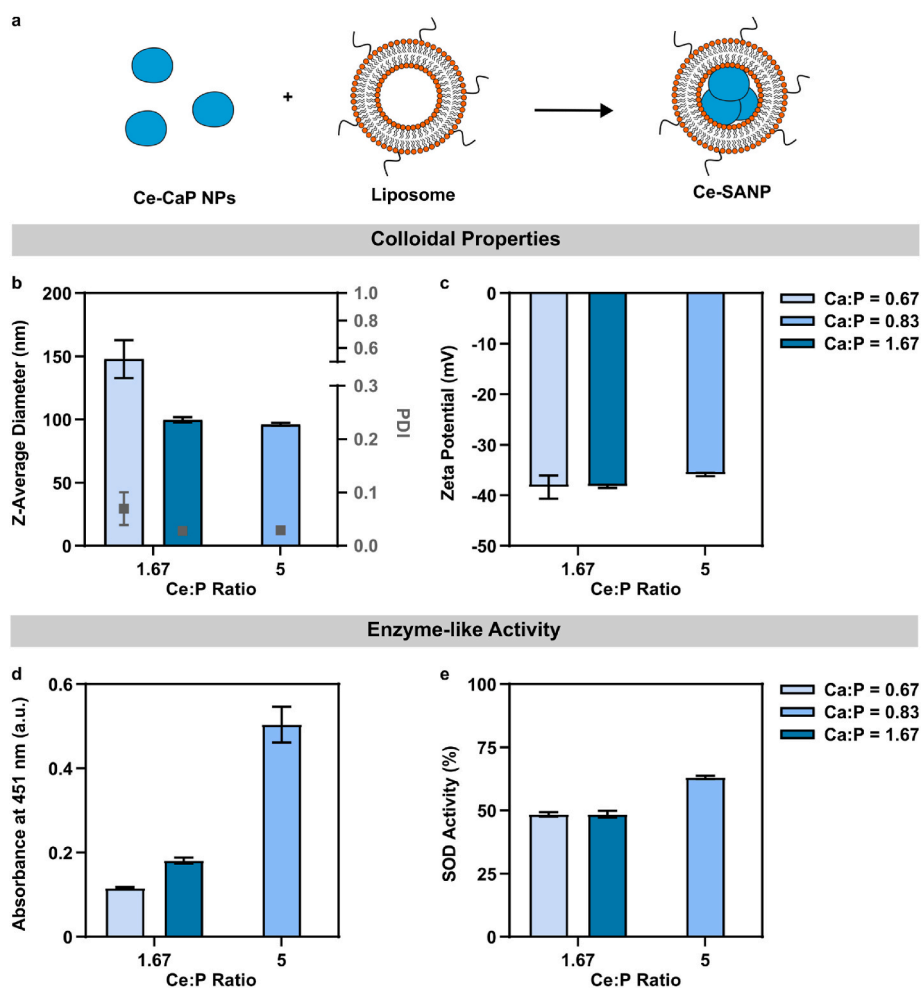 a
+
Ce-CaP NPs
Liposome
Ce-SANP
Colloidal Properties
b
Z-Average Diameter (nm)
200
150
100
50
0
1.0
0.8
0.6
0.3
0.2
0.1
0.0
PDI
1.67
5
Ce:P Ratio
c
Zeta Potential (mV)
0
-10
-20
-30
-40
-50
1.67
5
Ce:P Ratio
Ca:P = 0.67
Ca:P = 0.83
Ca:P = 1.67
Enzyme-like Activity
d
Absorbance at 451 nm (a.u.)
0.6
0.4
0.2
0
1.67
5
Ce:P Ratio
e
SOD Activity (%)
100
75
50
25
0
1.67
5
Ce:P Ratio
Ca:P = 0.67
Ca:P = 0.83
Ca:P = 1.67